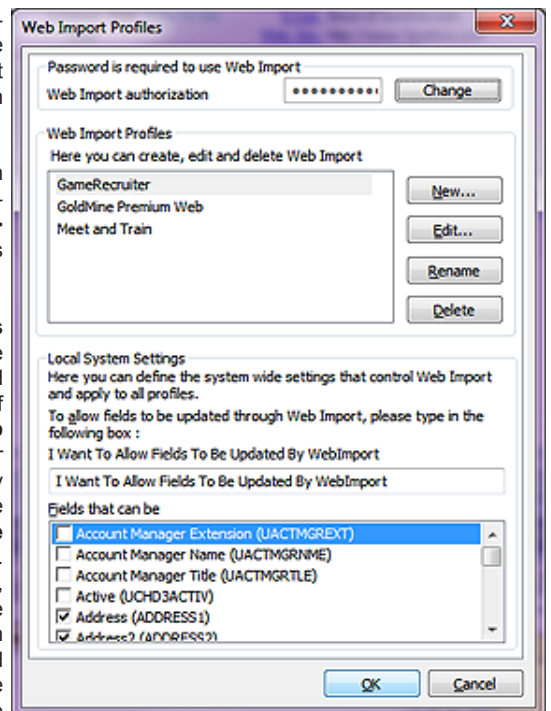 Web Import Profiles
Password is required to use Web Import
Web Import authorization
Change
Web Import Profiles
Here you can create, edit and delete Web Import
GameRecruiter
GoldMine Premium Web
Meet and Train
New...
Edit...
Rename
Delete
Local System Settings
Here you can define the system wide settings that control Web Import
and apply to all profiles.
To allow fields to be updated through Web Import, please type in the
following box :
I Want To Allow Fields To Be Updated By WebImport
I Want To Allow Fields To Be Updated By WebImport
Fields that can be
Account Manager Extension (UACTMGREXT)
Account Manager Name (UACTMGRNME)
Account Manager Title (UACTMGRTLE)
Active (UCHD3ACTIV)
Address (ADDRESS1)
Address2 (ADDRESS2)
OK
Cancel